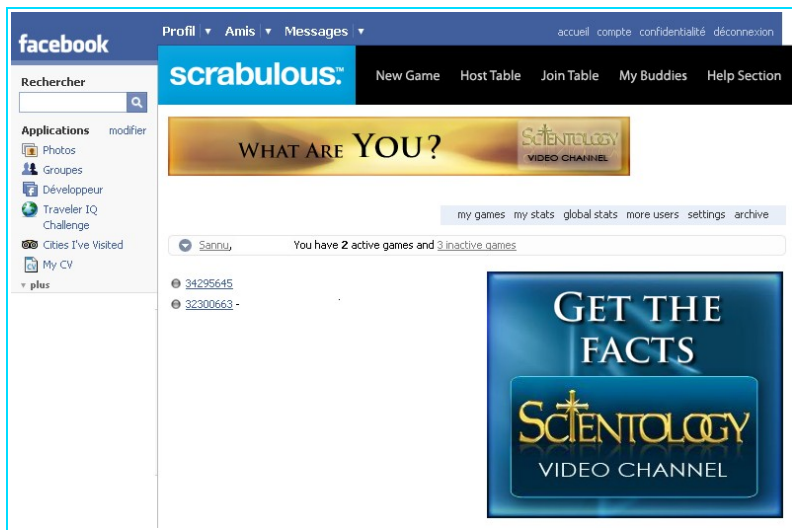 facebook
Profil Amis Messages
accueil compte confidentialité déconnexion
Rechercher
Applications modifier
Photos
Groupes
Développeur
Traveler IQ
Challenge
Cities I've Visited
My CV
plus
scrabulous™
New Game Host Table Join Table My Buddies Help Section
WHAT ARE YOU?
SCIENTOLOGY
VIDEO CHANNEL
my games my stats global stats more users settings archive
Sannu, You have 2 active games and 3 inactive games
34295645
32300663 -
GET THE
FACTS
SCIENTOLOGY
VIDEO CHANNEL